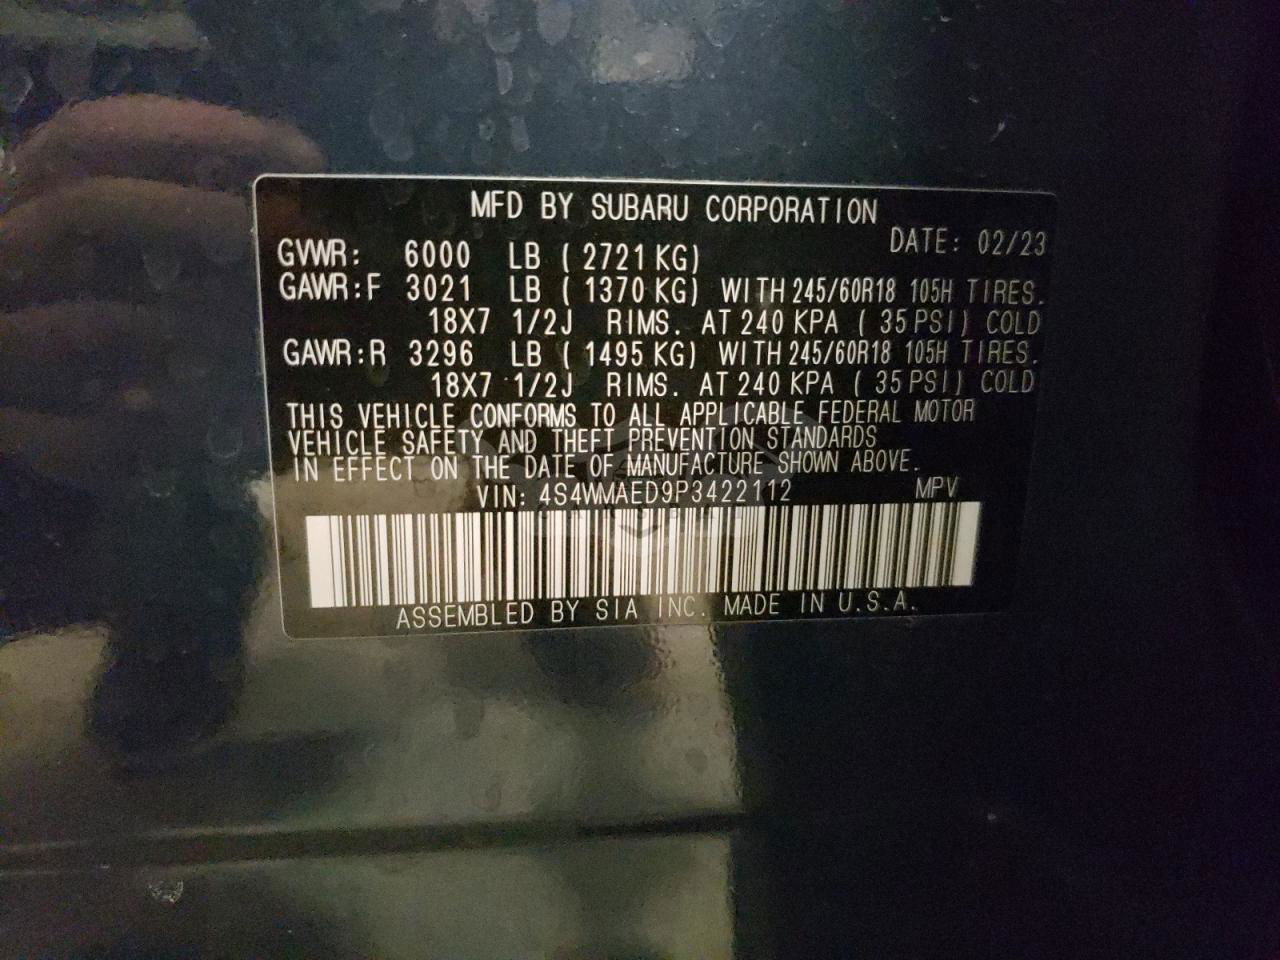 MFD BY SUBARU CORPORATION
DATE: 02/23
GVWR: 6000 LB (2721 KG)
GAWR:F 3021 LB (1370 KG) WITH 245/60R18 105H TIRES.
18X7 1/2J RIMS. AT 240 KPA (35 PSI) COLD
GAWR:R 3296 LB (1495 KG) WITH 245/60R18 105H TIRES.
18X7 1/2J RIMS. AT 240 KPA (35 PSI) COLD
THIS VEHICLE CONFORMS TO ALL APPLICABLE FEDERAL MOTOR
VEHICLE SAFETY AND THEFT PREVENTION STANDARDS
IN EFFECT ON THE DATE OF MANUFACTURE SHOWN ABOVE.
VIN: 4S4WMAED9P3422112 MPV
ASSEMBLED BY SIA INC. MADE IN U.S.A.